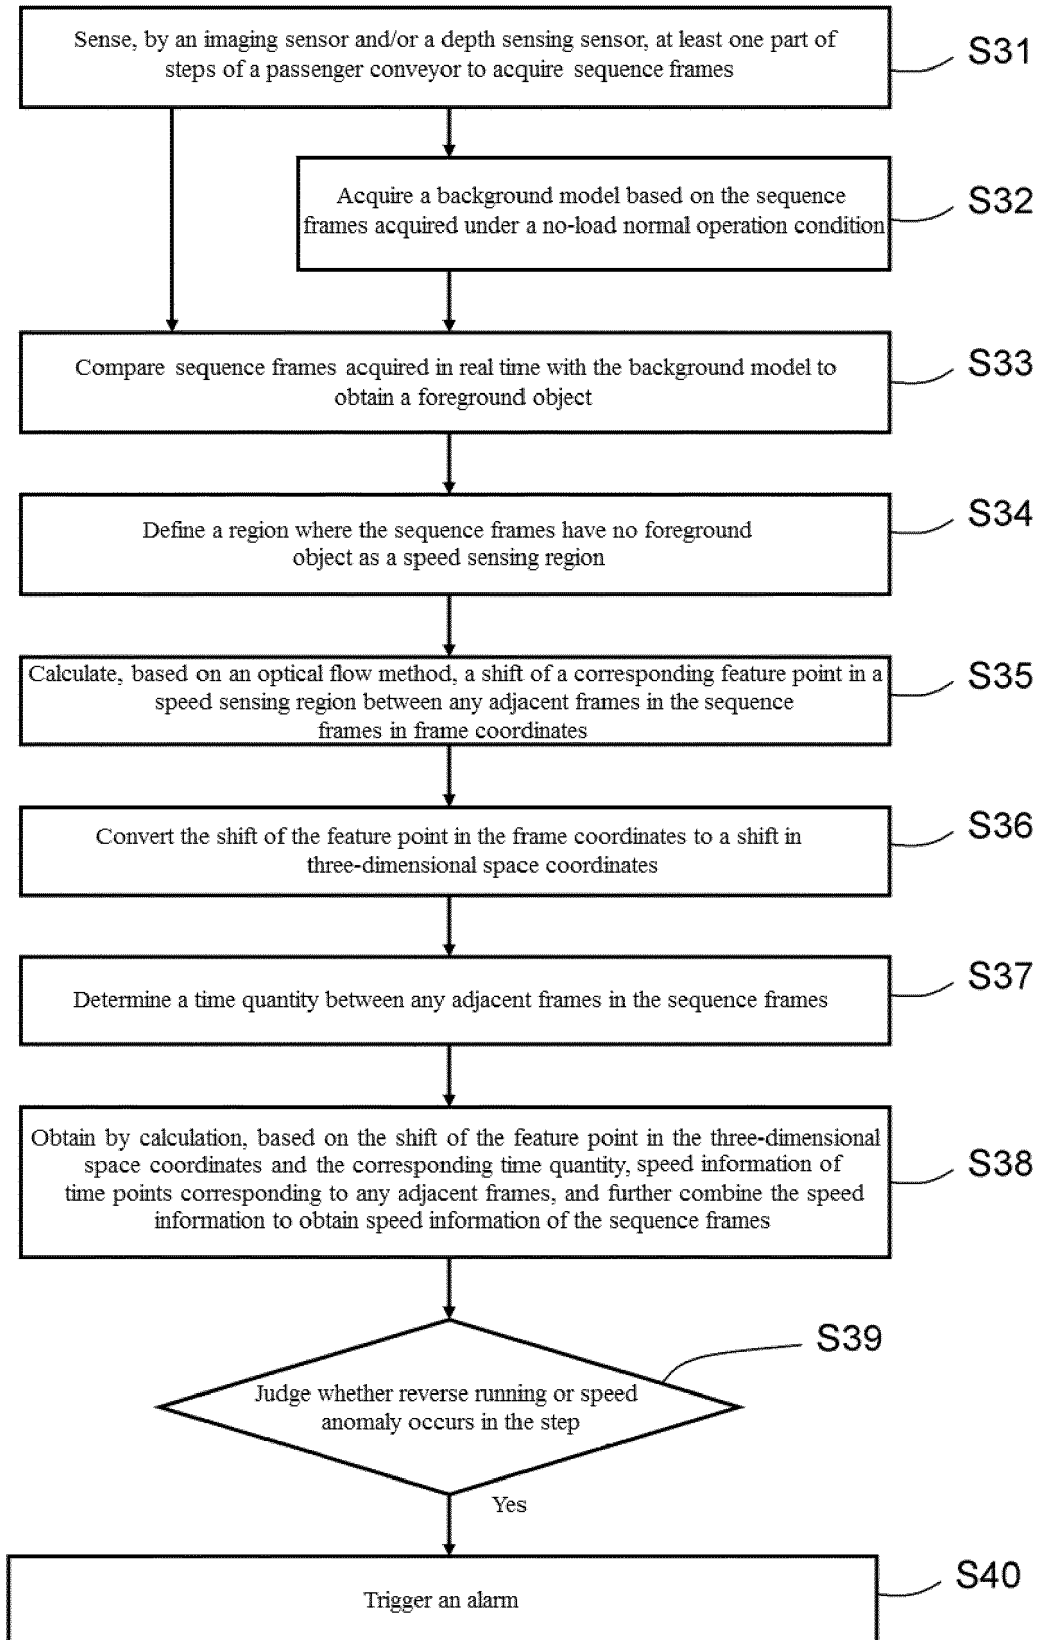 Sense, by an imaging sensor and/or a depth sensing sensor, at least one part of
steps of a passenger conveyor to acquire sequence frames
S31
Acquire a background model based on the sequence
frames acquired under a no-load normal operation condition
S32
Compare sequence frames acquired in real time with the background model to
obtain a foreground object
S33
Define a region where the sequence frames have no foreground
object as a speed sensing region
S34
Calculate, based on an optical flow method, a shift of a corresponding feature point in a
speed sensing region between any adjacent frames in the sequence
frames in frame coordinates
S35
Convert the shift of the feature point in the frame coordinates to a shift in
three-dimensional space coordinates
S36
Determine a time quantity between any adjacent frames in the sequence frames
S37
Obtain by calculation, based on the shift of the feature point in the three-dimensional
space coordinates and the corresponding time quantity, speed information of
time points corresponding to any adjacent frames, and further combine the speed
information to obtain speed information of the sequence frames
S38
Judge whether reverse running or speed
anomaly occurs in the step
S39
Yes
Trigger an alarm
S40